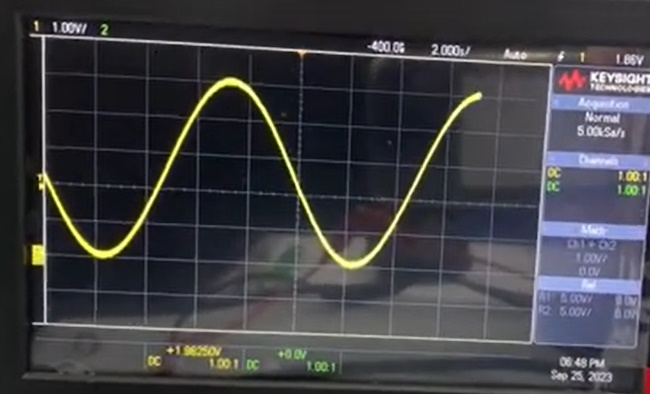 1 1.00V/ 2 -400.0s 2.000s/ Auto 1 1.86V
KEYSIGHT
TECHNOLOGIES
Acquisition
Normal
5.00kSa/s
Channels
DC 1.00:1
DC 1.00:1
Math
Ch1 + Ch2
1.00V/
0.0V
Ref
R1: 5.00V/ 0.0V
R2: 5.00V/ 0.0V
+1.96250V +0.0V
DC 1.00:1 DC 1.00:1
06:48 PM
Sep 25, 2023